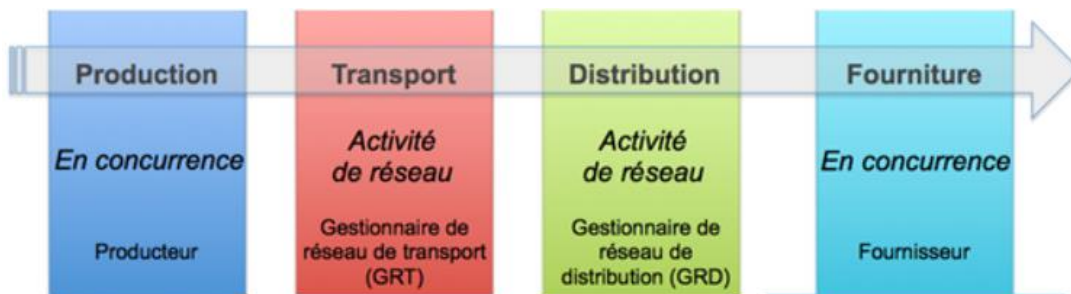 Production
Transport
Distribution
Fourniture
En concurrence
Activité
de réseau
Activité
de réseau
En concurrence
Producteur
Gestionnaire de
réseau de transport
(GRT)
Gestionnaire de
réseau de
distribution (GRD)
Fournisseur